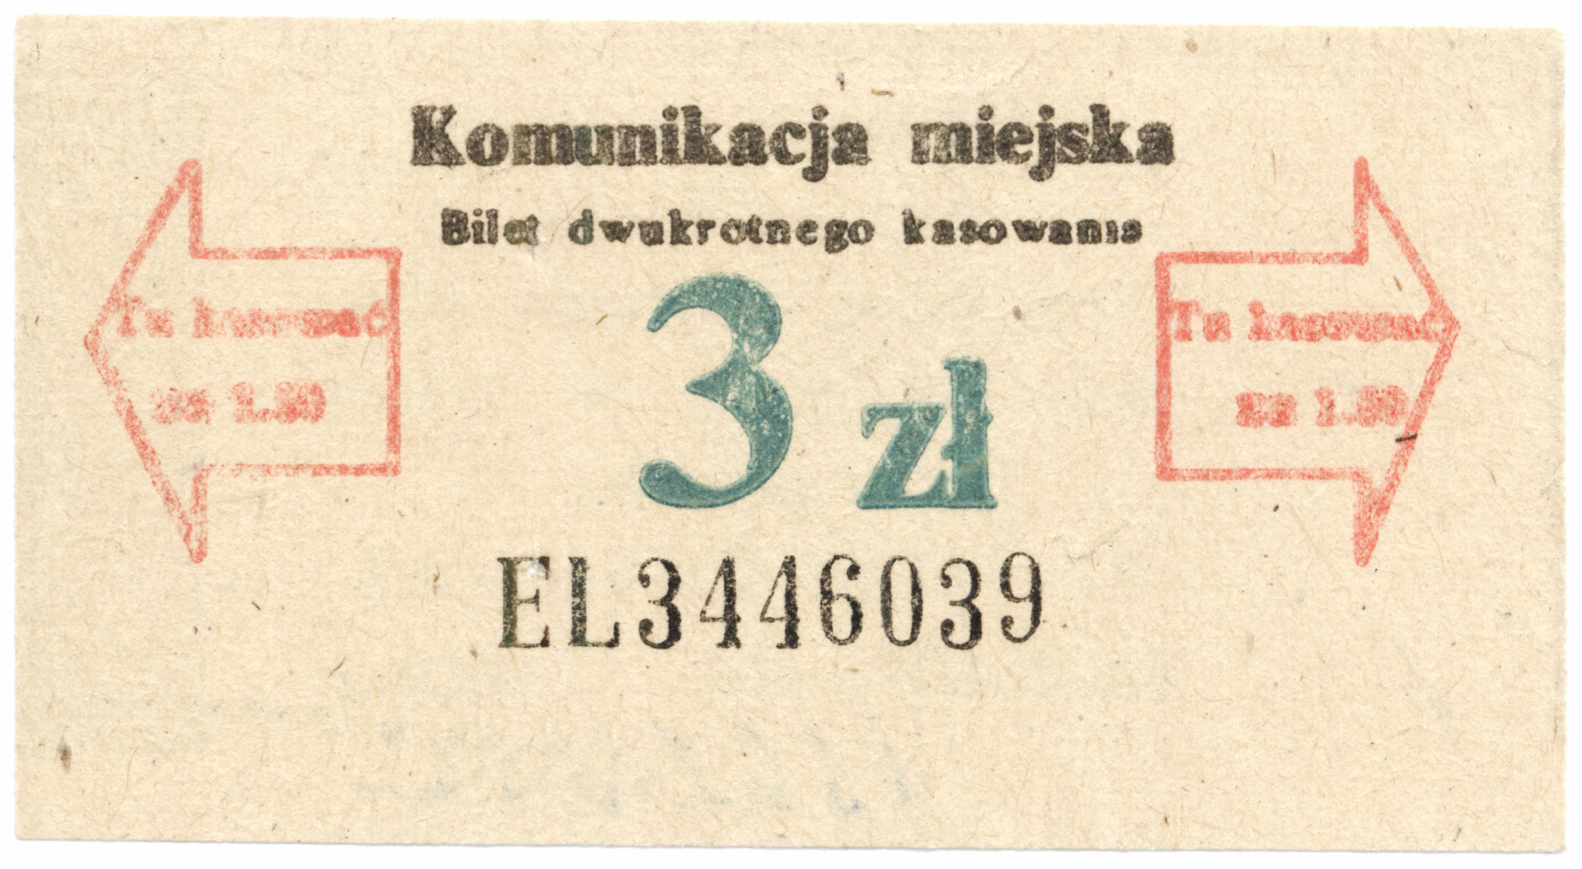 Komunikacja miejska
Bilet dwukrotnego kasowania
Tu kasować
za 1.50
3 zł
Tu kasować
za 1.50
EL3446039